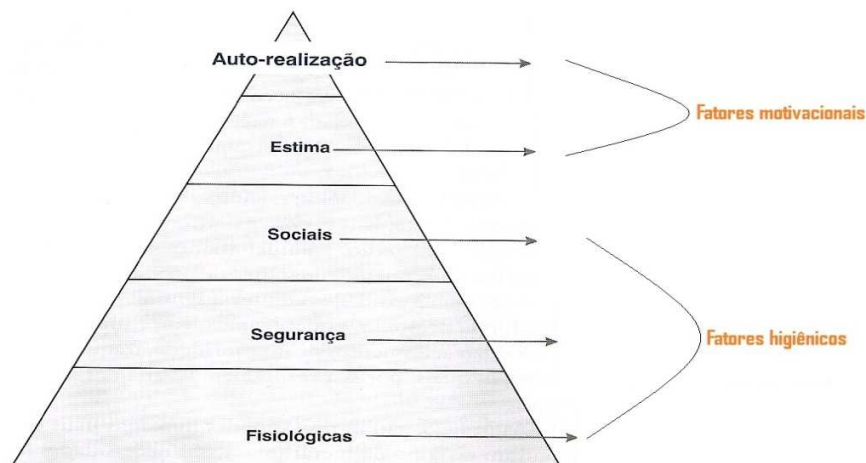 Auto-realização
Fatores motivacionais
Estima
Sociais
Segurança
Fatores higiênicos
Fisiológicas